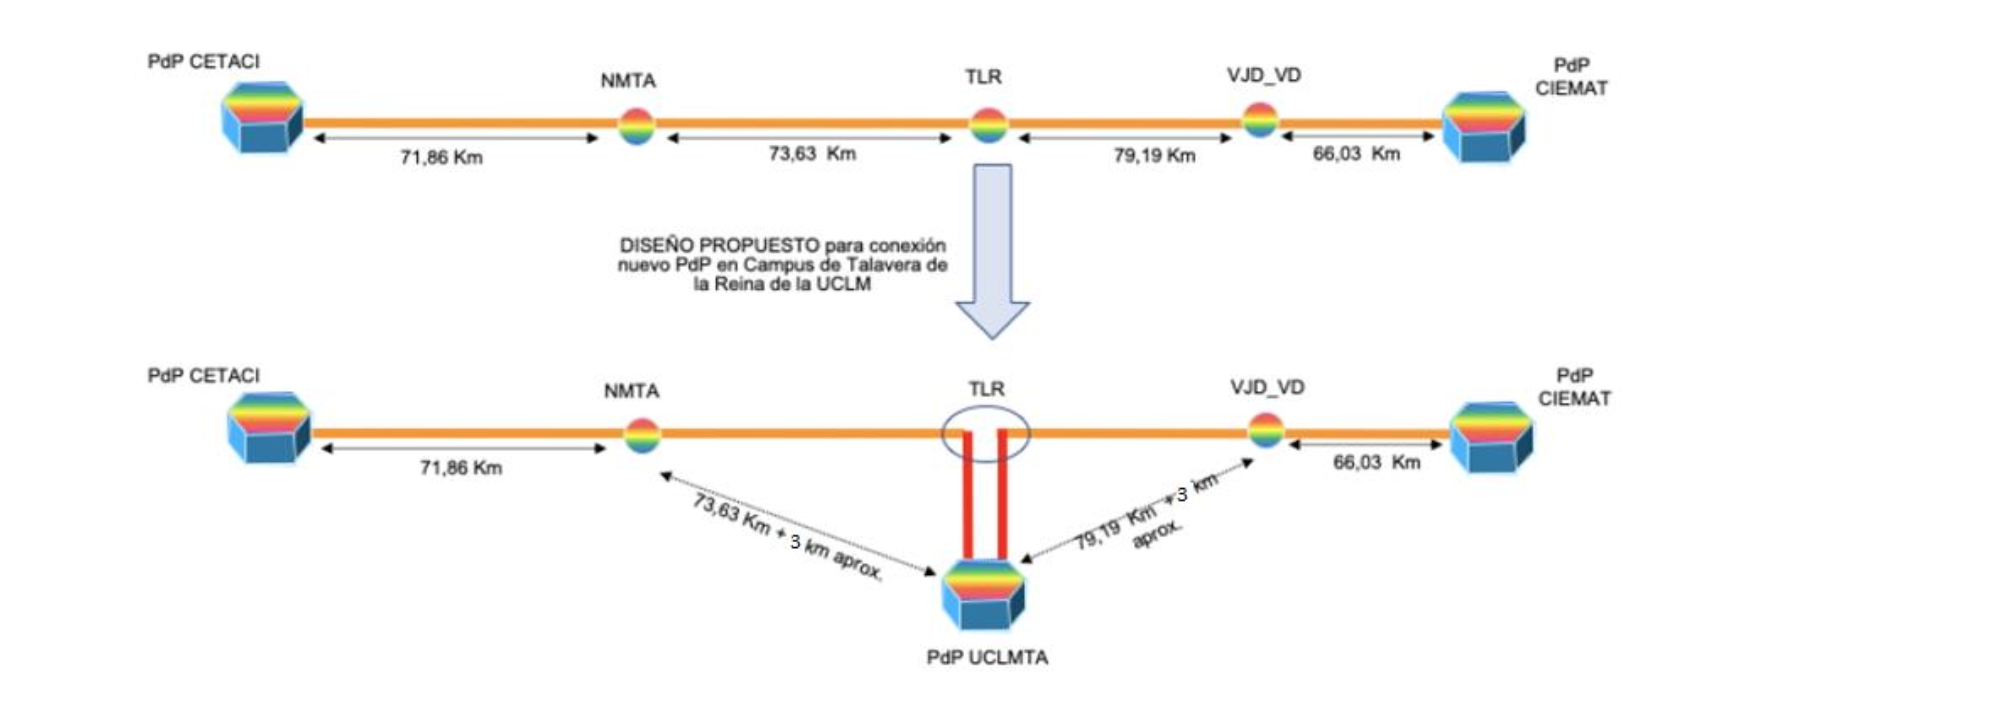 PdP CETACI
NMTA
TLR
VJD_VD
PdP
CIEMAT
71,86 Km
73,63 Km
79,19 Km
66,03 Km
DISEÑO PROPUESTO para conexión
nuevo PdP en Campus de Talavera de
la Reina de la UCLM
PdP CETACI
NMTA
TLR
VJD_VD
PdP
CIEMAT
71,86 Km
73,63 Km + 3 km aprox.
79,19 Km +3 km
aprox.
66,03 Km
PdP UCLMTA